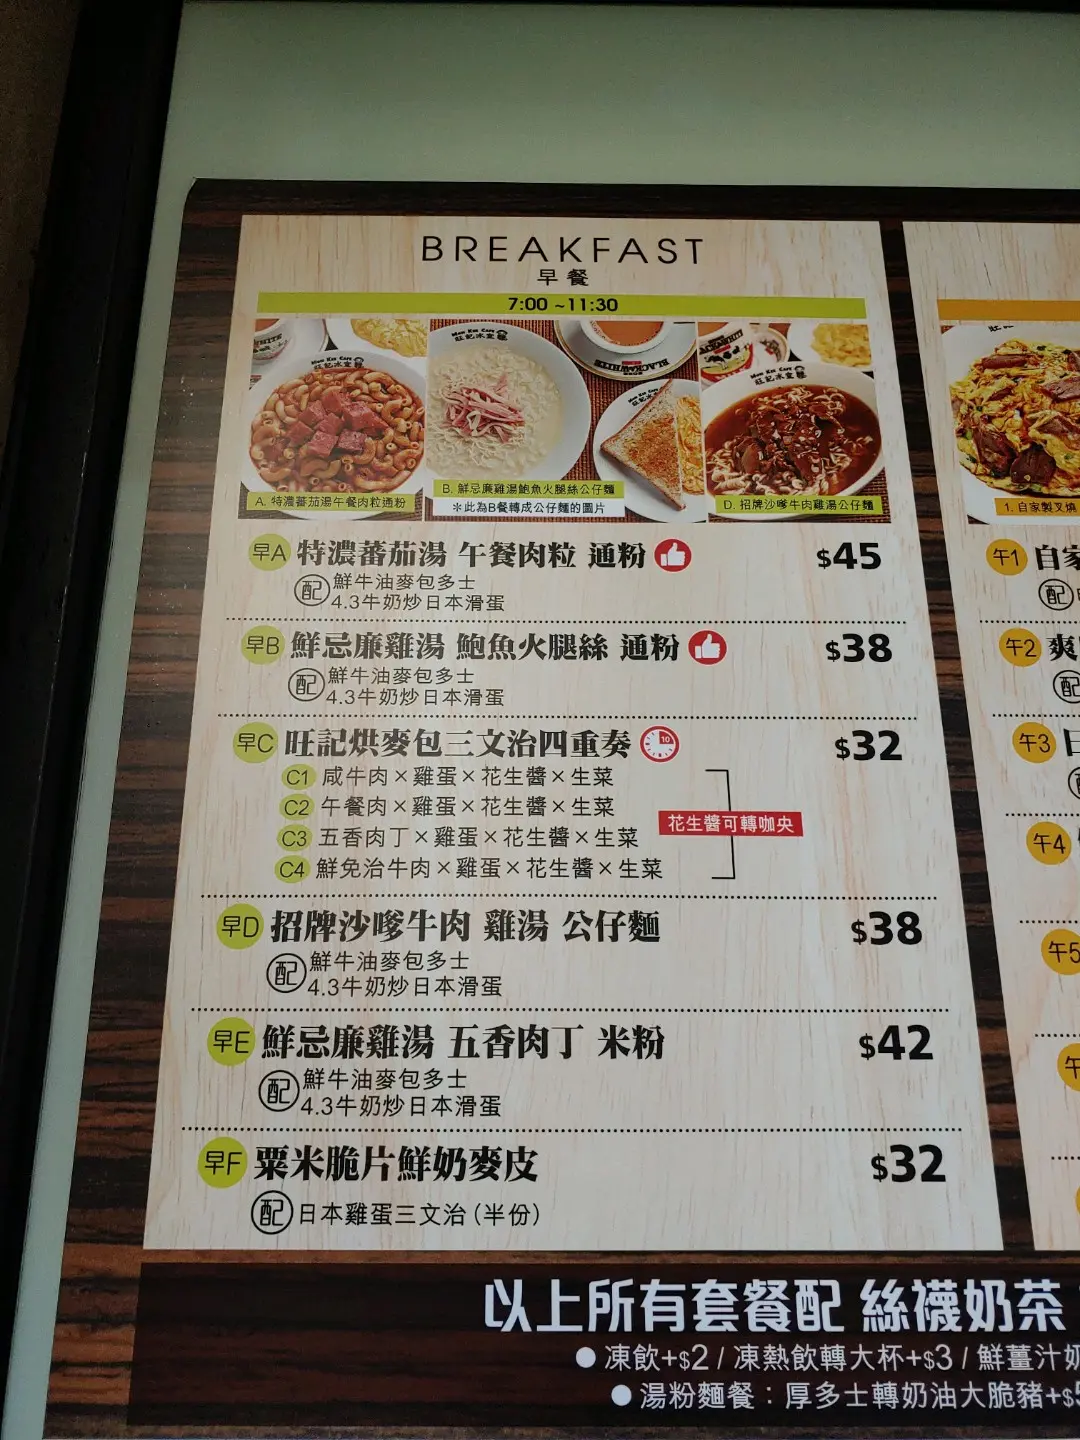 BREAKFAST
早餐
7:00 ~11:30
A. 特濃蕃茄湯午餐肉粒通粉
B. 鮮忌廉雞湯鮑魚火腿絲公仔麵
＊此為B餐轉成公仔麵的圖片
D. 招牌沙嗲牛肉雞湯公仔麵
早A 特濃蕃茄湯 午餐肉粒 通粉 $45
配 鮮牛油麥包多士
4.3牛奶炒日本滑蛋
早B 鮮忌廉雞湯 鮑魚火腿絲 通粉 $38
配 鮮牛油麥包多士
4.3牛奶炒日本滑蛋
早C 旺記烘麥包三文治四重奏 10 $32
C1 咸牛肉×雞蛋×花生醬×生菜
C2 午餐肉×雞蛋×花生醬×生菜
C3 五香肉丁×雞蛋×花生醬×生菜
C4 鮮免治牛肉×雞蛋×花生醬×生菜
花生醬可轉咖央
早D 招牌沙嗲牛肉 雞湯 公仔麵 $38
配 鮮牛油麥包多士
4.3牛奶炒日本滑蛋
早E 鮮忌廉雞湯 五香肉丁 米粉 $42
配 鮮牛油麥包多士
4.3牛奶炒日本滑蛋
早F 粟米脆片鮮奶麥皮 $32
配 日本雞蛋三文治(半份)
1. 自家製叉燒
午1 自家
配
午2 爽
配
午3
午4
午5
以上所有套餐配 絲襪奶茶
● 凍飲+$2 / 凍熱飲轉大杯+$3 / 鮮薑汁奶
● 湯粉麵餐：厚多士轉奶油大脆豬+$5